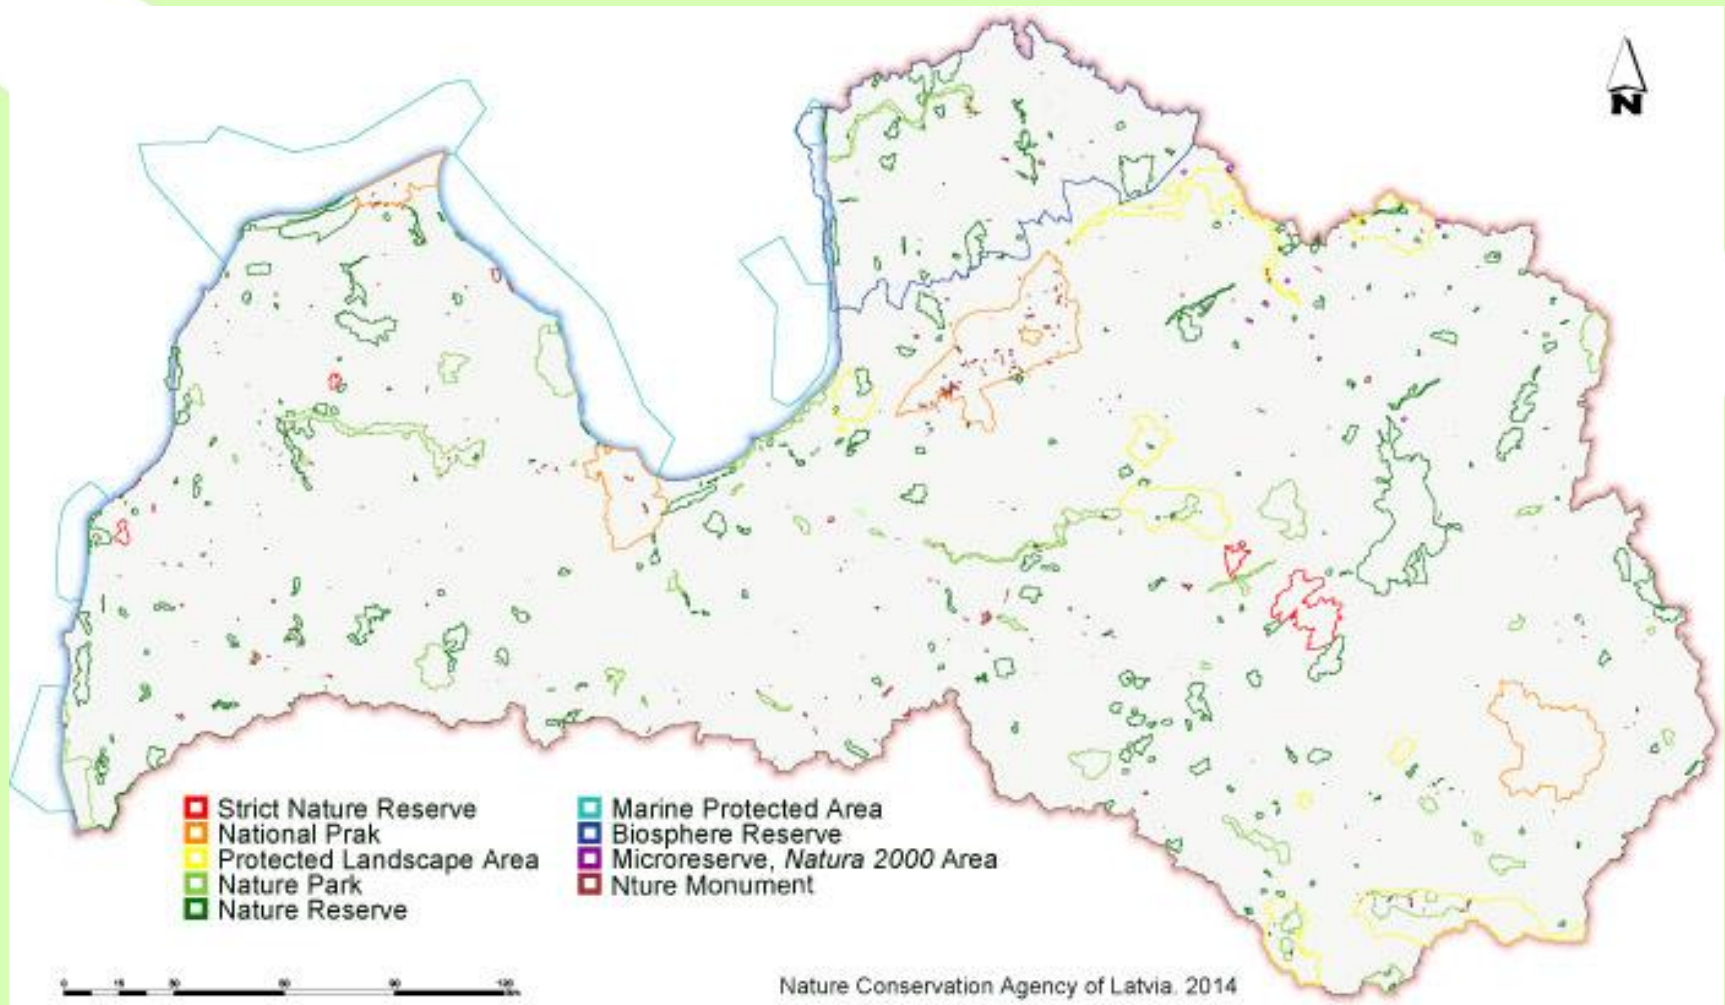 N
Strict Nature Reserve
National Prak
Protected Landscape Area
Nature Park
Nature Reserve
Marine Protected Area
Biosphere Reserve
Microreserve, Natura 2000 Area
Nture Monument
Nature Conservation Agency of Latvia. 2014